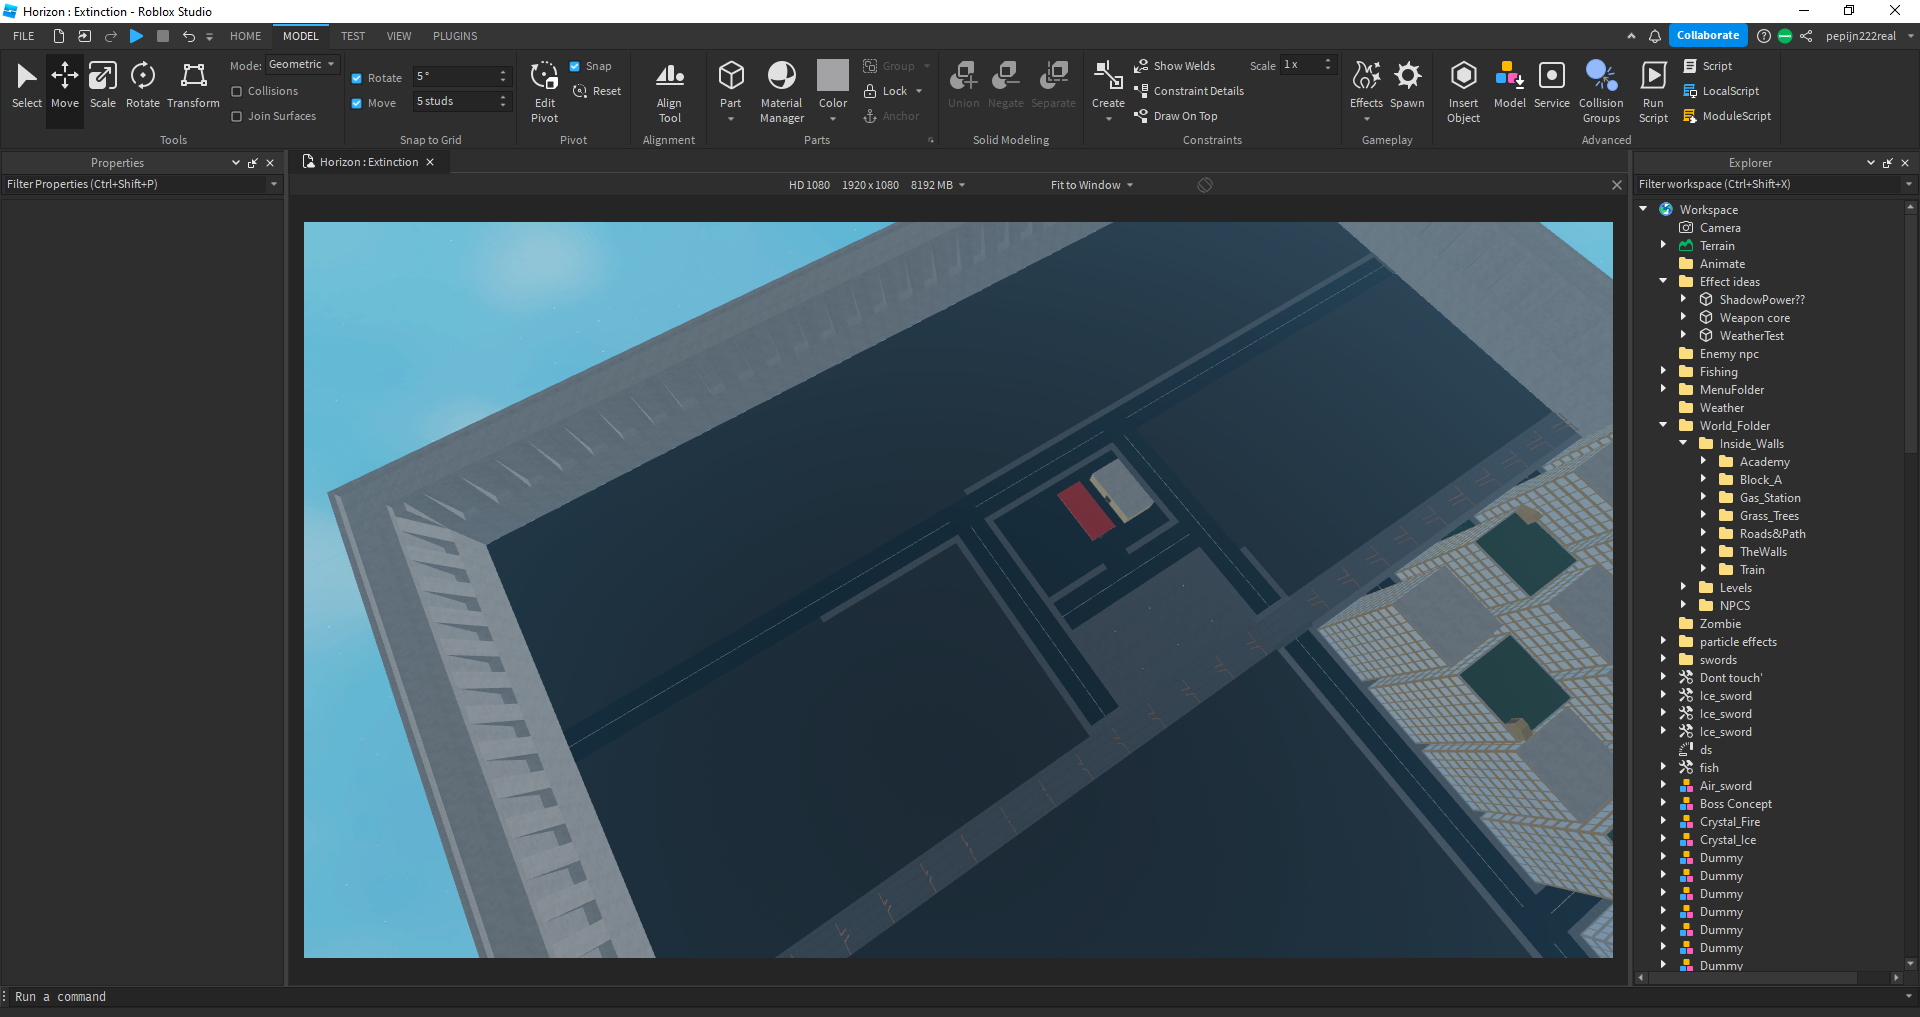 Horizon : Extinction - Roblox Studio
FILE HOME MODEL TEST VIEW PLUGINS Collaborate pepijn222real
Select Move Scale Rotate Transform
Mode: Geometric
Collisions
Join Surfaces
Tools
Rotate 5 °
Move 5 studs
Snap to Grid
Edit Pivot
Snap
Reset
Pivot
Align Tool
Alignment
Part Material Manager Color
Group
Lock
Anchor
Parts
Union Negate Separate
Solid Modeling
Create
Show Welds Scale 1 x
Constraint Details
Draw On Top
Constraints
Effects Spawn
Gameplay
Insert Object Model Service Collision Groups Run Script
Script
LocalScript
ModuleScript
Advanced
Properties
Filter Properties (Ctrl+Shift+P)
Horizon : Extinction
HD 1080 1920 x 1080 8192 MB Fit to Window
Explorer
Filter workspace (Ctrl+Shift+X)
Workspace
Camera
Terrain
Animate
Effect ideas
ShadowPower??
Weapon core
WeatherTest
Enemy npc
Fishing
MenuFolder
Weather
World_Folder
Inside_Walls
Academy
Block_A
Gas_Station
Grass_Trees
Roads&Path
TheWalls
Train
Levels
NPCS
Zombie
particle effects
swords
Dont touch'
Ice_sword
Ice_sword
Ice_sword
ds
fish
Air_sword
Boss Concept
Crystal_Fire
Crystal_Ice
Dummy
Dummy
Dummy
Dummy
Dummy
Dummy
Dummy
Run a command